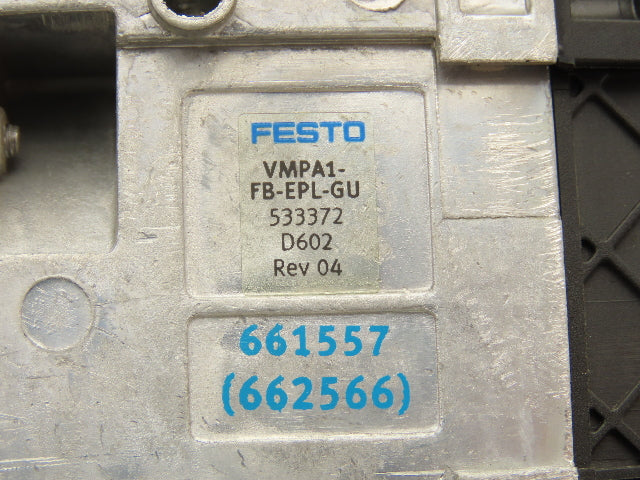 FESTO
VMPA1-
FB-EPL-GU
533372
D602
Rev 04
661557
(662566)